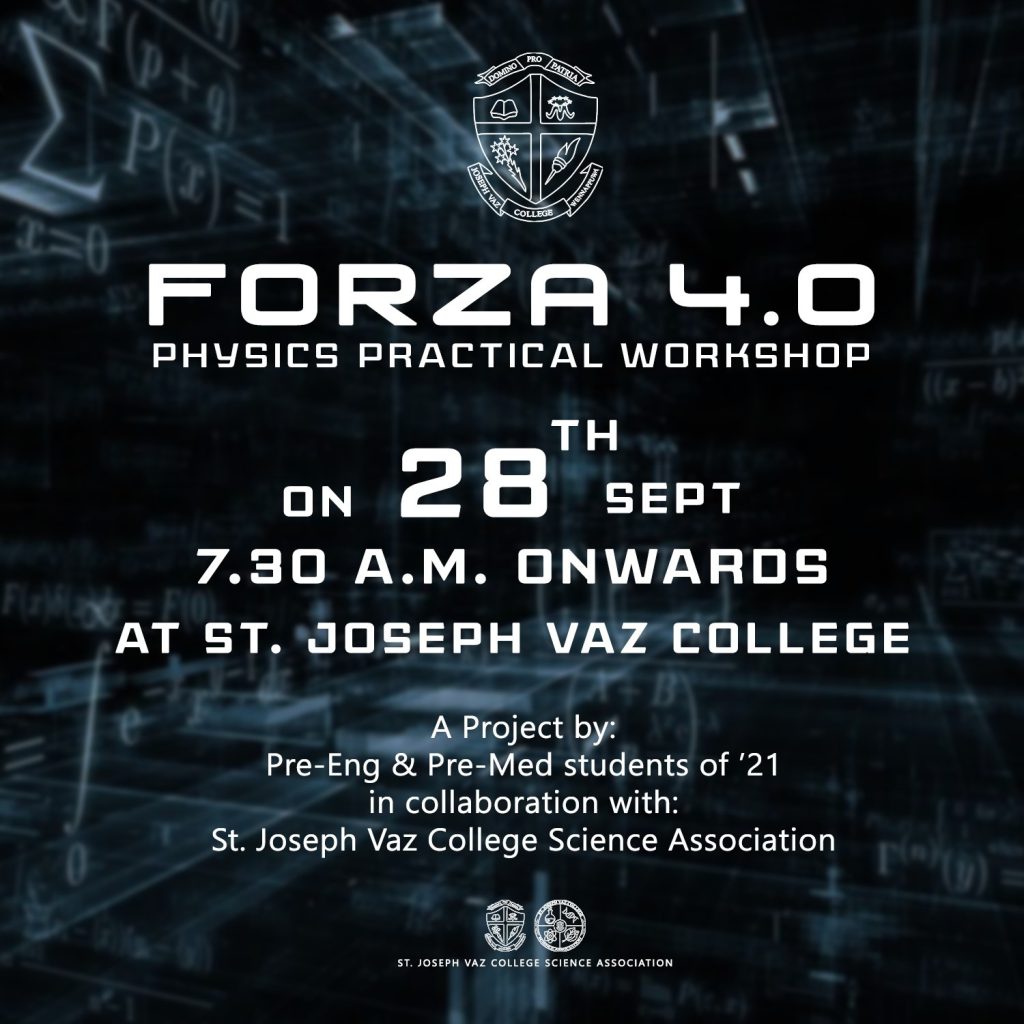 DOMINO PRO PATRIA
JOSEPH VAZ COLLEGE WENNAPPUWA
FORZA 4.0
PHYSICS PRACTICAL WORKSHOP
ON 28TH SEPT
7.30 A.M. ONWARDS
AT ST. JOSEPH VAZ COLLEGE
A Project by:
Pre-Eng & Pre-Med students of '21
in collaboration with:
St. Joseph Vaz College Science Association
ST. JOSEPH VAZ COLLEGE SCIENCE ASSOCIATION